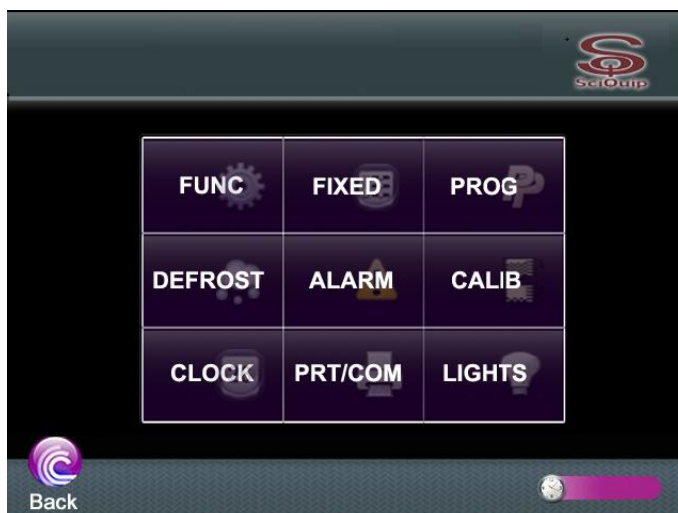 SciQuip
FUNC FIXED PROG
DEFROST ALARM CALIB
CLOCK PRT/COM LIGHTS
Back